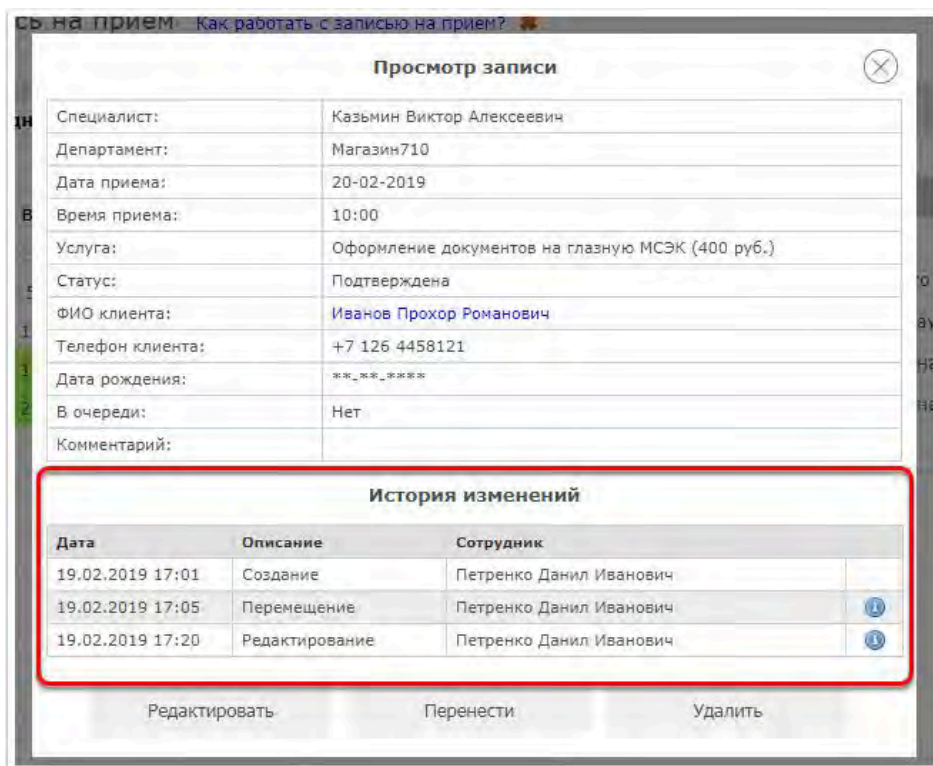 сь на прием Как работать с записью на прием?
Просмотр записи
Специалист: Казьмин Виктор Алексеевич
Департамент: Магазин710
Дата приема: 20-02-2019
Время приема: 10:00
Услуга: Оформление документов на глазную МСЭК (400 руб.)
Статус: Подтверждена
ФИО клиента: Иванов Прохор Романович
Телефон клиента: +7 126 4458121
Дата рождения: **-**-****
В очереди: Нет
Комментарий:
История изменений
Дата Описание Сотрудник
19.02.2019 17:01 Создание Петренко Данил Иванович
19.02.2019 17:05 Перемещение Петренко Данил Иванович
19.02.2019 17:20 Редактирование Петренко Данил Иванович
Редактировать Перенести Удалить